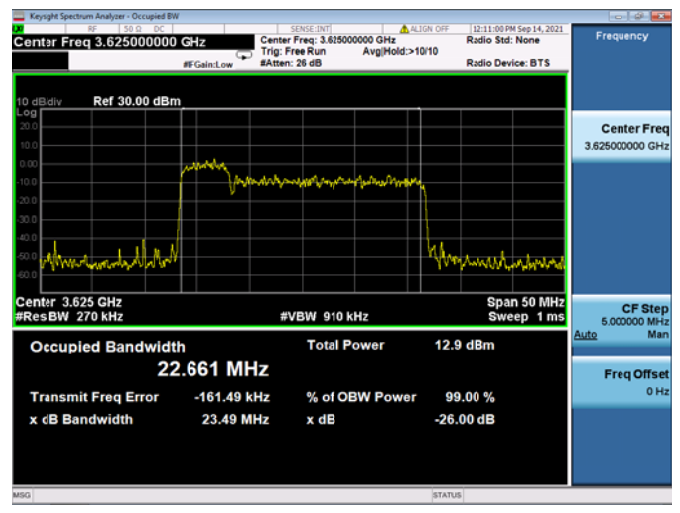 Keysight Spectrum Analyzer - Occupied BW
RF 50 Ω DC SENSE:INT ALIGN OFF 12:11:00 PM Sep 14, 2021
Center Freq 3.625000000 GHz Center Freq: 3.625000000 GHz Radio Std: None
Trig: Free Run Avg|Hold:>10/10
#FGain:Low #Atten: 26 dB Radio Device: BTS
Frequency
10 dB/div Ref 30.00 dBm
Log
20.0
10.0
0.00
-10.0
-20.0
-30.0
-40.0
-50.0
-60.0
Center 3.625 GHz Span 50 MHz
#Res BW 270 kHz #VBW 910 kHz Sweep 1 ms
Occupied Bandwidth Total Power 12.9 dBm
22.661 MHz
Transmit Freq Error -161.49 kHz % of OBW Power 99.00 %
x dB Bandwidth 23.49 MHz x dB -26.00 dB
Center Freq
3.625000000 GHz
CF Step
5.000000 MHz
Auto Man
Freq Offset
0 Hz
MSG STATUS